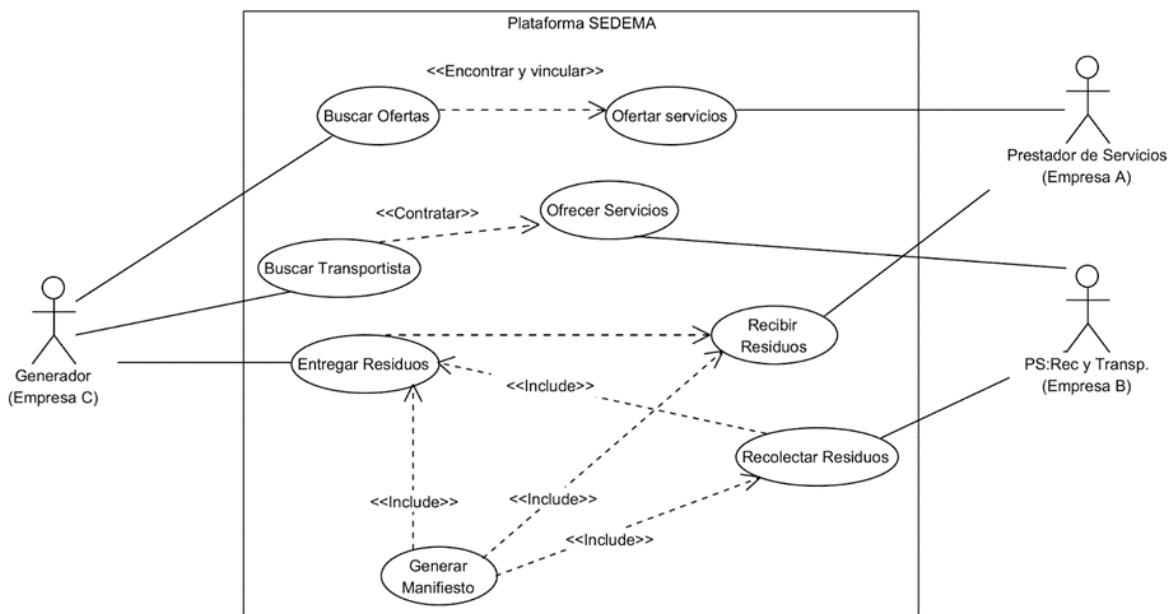 Plataforma SEDEMA
<<Encontrar y vincular>>
Buscar Ofertas
Ofertar servicios
Prestador de Servicios
(Empresa A)
<<Contratar>>
Ofrecer Servicios
Buscar Transportista
Generador
(Empresa C)
Entregar Residuos
Recibir
Residuos
PS:Rec y Transp.
(Empresa B)
<<Include>>
Recolectar Residuos
<<Include>>
<<Include>>
<<Include>>
Generar
Manifiesto